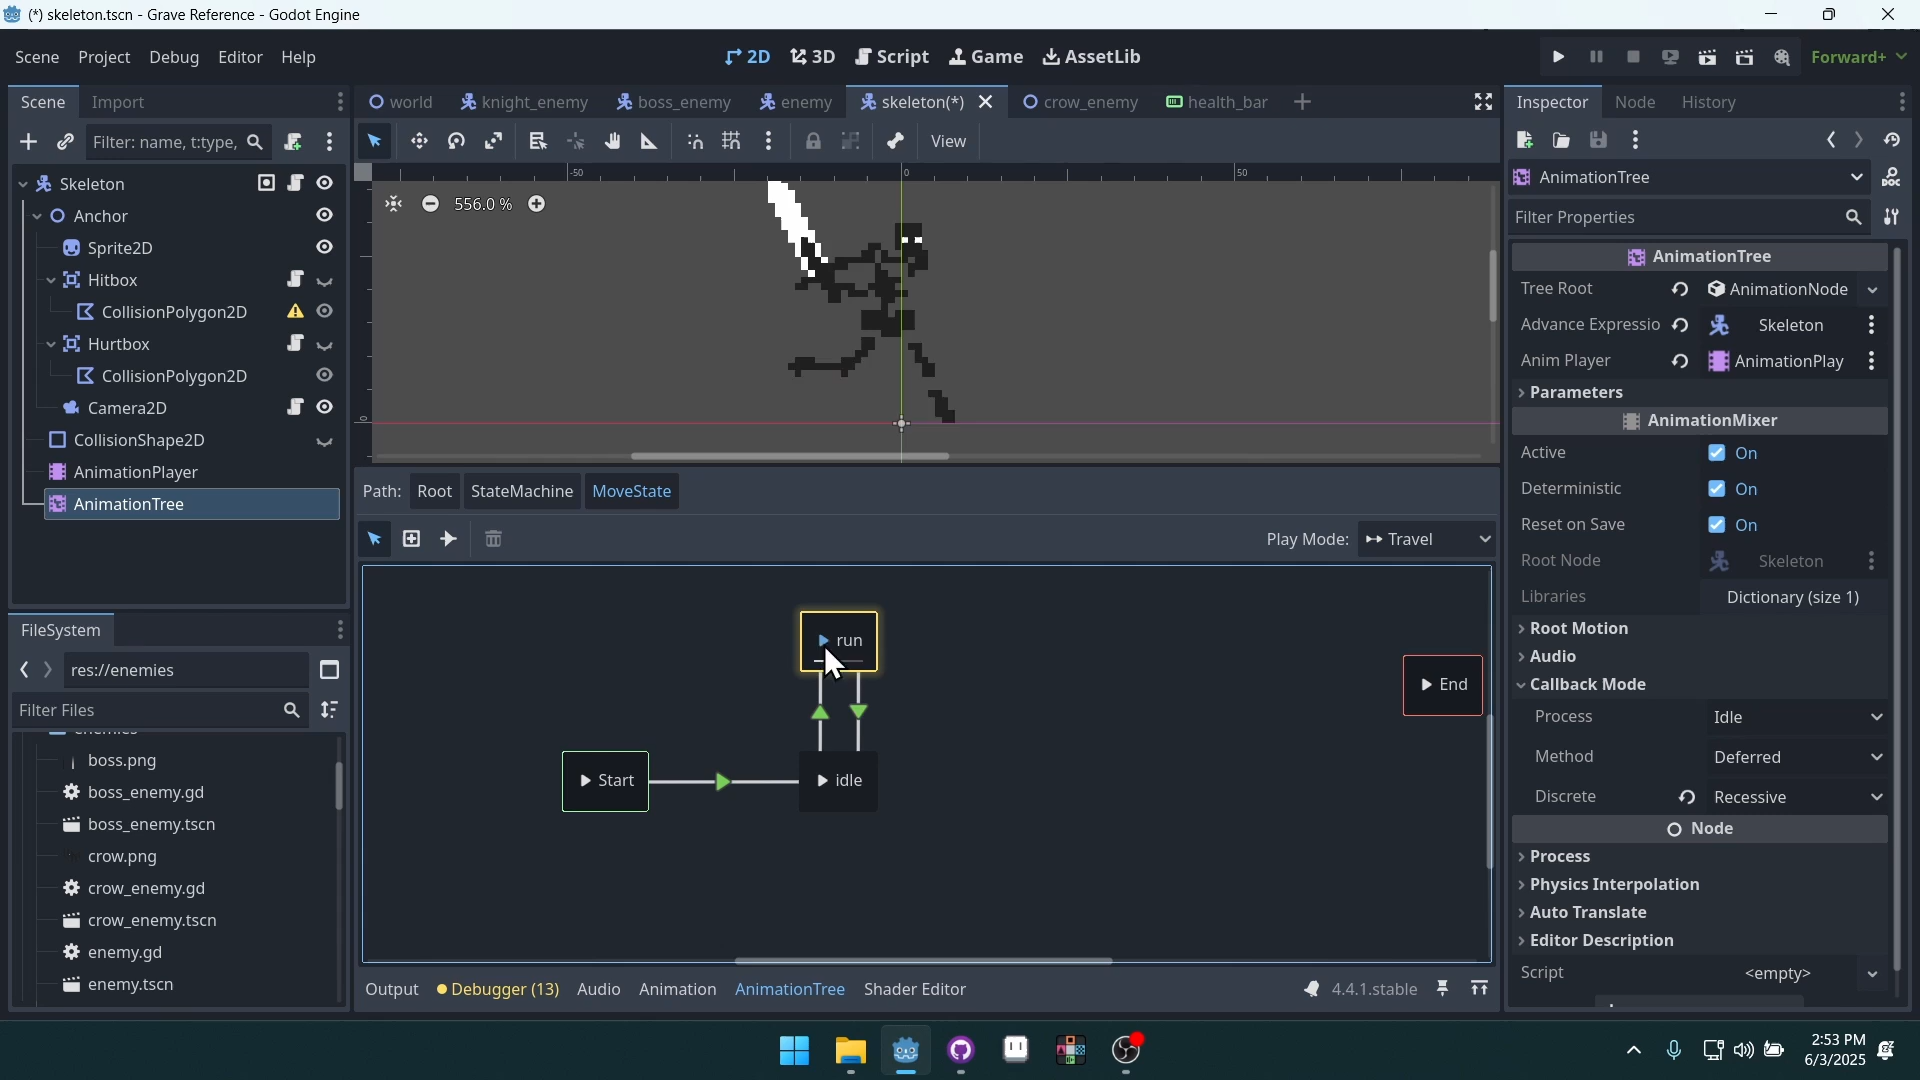 (*) skeleton.tscn - Grave Reference - Godot Engine
Scene Project Debug Editor Help
2D 3D Script Game AssetLib
Forward+
Scene Import
world knight_enemy boss_enemy enemy skeleton(*) crow_enemy health_bar
Inspector Node History
Filter: name, t:type,
View
Skeleton
Anchor
Sprite2D
Hitbox
CollisionPolygon2D
Hurtbox
CollisionPolygon2D
Camera2D
CollisionShape2D
AnimationPlayer
AnimationTree
-50 0 50
556.0 %
0
Path: Root StateMachine MoveState
Play Mode: Travel
run
End
Start
idle
FileSystem
res://enemies
Filter Files
boss.png
boss_enemy.gd
boss_enemy.tscn
crow.png
crow_enemy.gd
crow_enemy.tscn
enemy.gd
enemy.tscn
Output Debugger (13) Audio Animation AnimationTree Shader Editor
4.4.1.stable
AnimationTree
Filter Properties
AnimationTree
Tree Root AnimationNode
Advance Expressio Skeleton
Anim Player AnimationPlay
Parameters
AnimationMixer
Active On
Deterministic On
Reset on Save On
Root Node Skeleton
Libraries Dictionary (size 1)
Root Motion
Audio
Callback Mode
Process Idle
Method Deferred
Discrete Recessive
Node
Process
Physics Interpolation
Auto Translate
Editor Description
Script <empty>
2:53 PM
6/3/2025